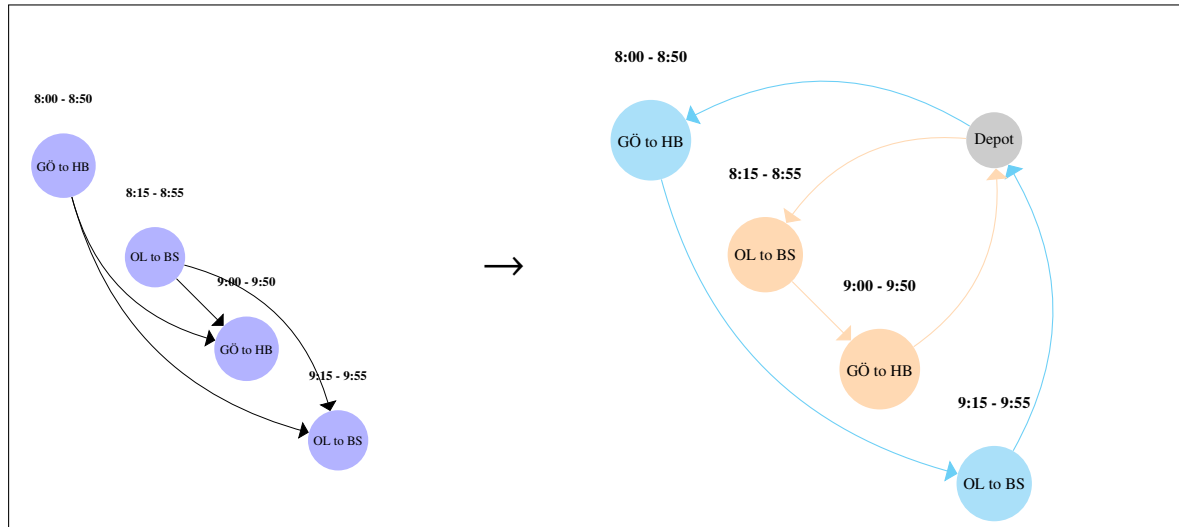 8:00 - 8:50
GÖ to HB
8:15 - 8:55
OL to BS
9:00 - 9:50
GÖ to HB
9:15 - 9:55
OL to BS
→
8:00 - 8:50
GÖ to HB
Depot
8:15 - 8:55
OL to BS
9:00 - 9:50
GÖ to HB
9:15 - 9:55
OL to BS